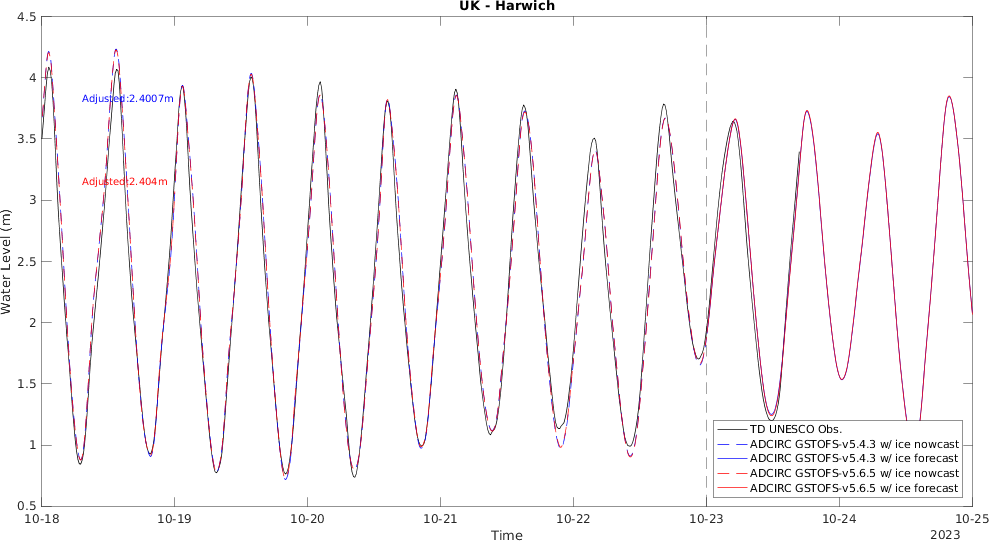 UK - Harwich
4.5
4
3.5
3
2.5
2
1.5
1
0.5
Water Level (m)
Adjusted:2.4007m
Adjusted:2.404m
TD UNESCO Obs.
ADCIRC GSTOFS-v5.4.3 w/ ice nowcast
ADCIRC GSTOFS-v5.4.3 w/ ice forecast
ADCIRC GSTOFS-v5.6.5 w/ ice nowcast
ADCIRC GSTOFS-v5.6.5 w/ ice forecast
10-18 10-19 10-20 10-21 10-22 10-23 10-24 10-25
Time
2023